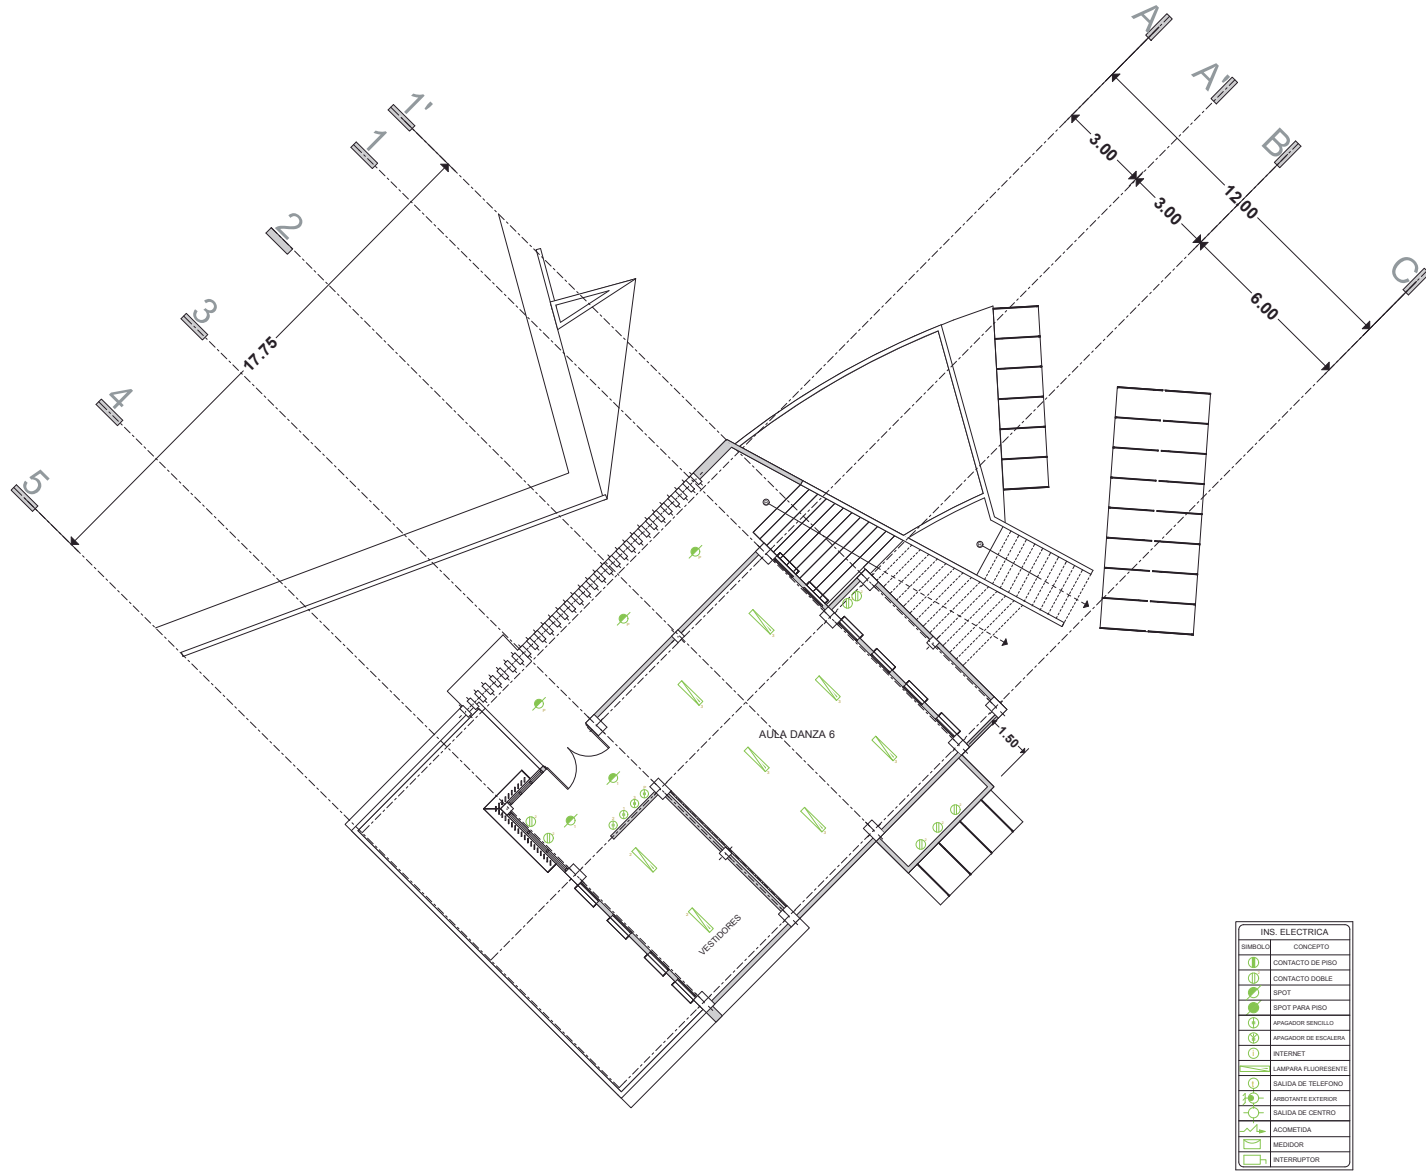 A
A'
B
C
1'
1
2
3
4
5
3.00
3.00
12.00
6.00
17.75
AULA DANZA 6
1.50
VESTIDORES
INS. ELECTRICA
SIMBOLO CONCEPTO
CONTACTO DE PISO
CONTACTO DOBLE
SPOT
SPOT PARA PISO
APAGADOR SENCILLO
APAGADOR DE ESCALERA
INTERNET
LAMPARA FLUORESENTE
SALIDA DE TELEFONO
ARBOTANTE EXTERIOR
SALIDA DE CENTRO
ACOMETIDA
MEDIDOR
INTERRUPTOR